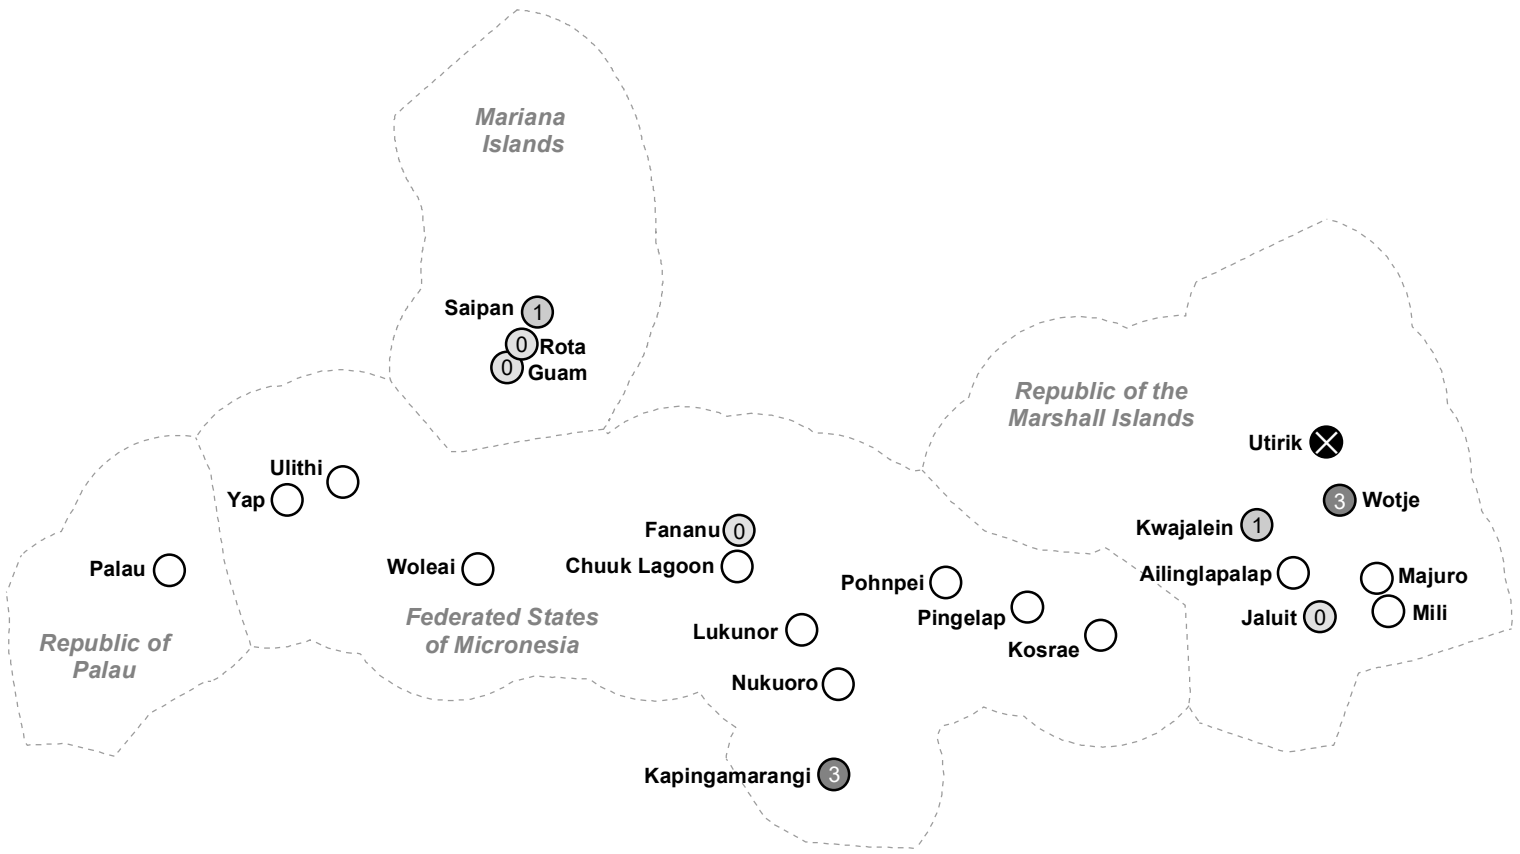 Mariana
Islands
Saipan 1
0 Rota
0 Guam
Republic of the
Marshall Islands
Utirik
Ulithi
Yap
3 Wotje
Kwajalein 1
Fananu 0
Chuuk Lagoon
Woleai
Palau
Pohnpei
Ailinglapalap
Majuro
Federated States
of Micronesia
Pingelap
Jaluit 0
Mili
Lukunor
Kosrae
Republic of
Palau
Nukuoro
Kapingamarangi 3